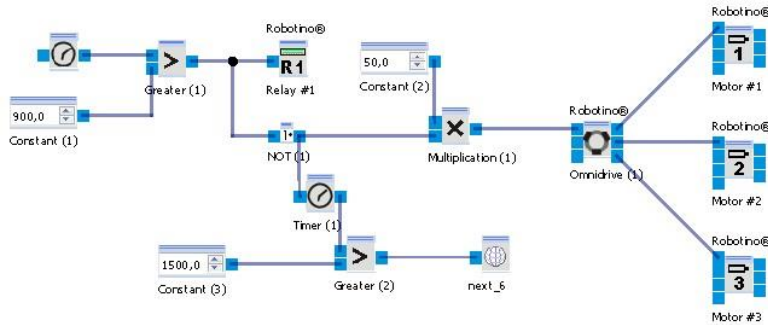 Robotino®
1
Motor #1
Robotino®
R1
Relay #1
>
Greater (1)
900,0
Constant (1)
50,0
Constant (2)
NOT (1)
×
Multiplication (1)
Robotino®
Omnidrive (1)
Robotino®
2
Motor #2
Timer (1)
1500,0
Constant (3)
>
Greater (2)
next_6
Robotino®
3
Motor #3